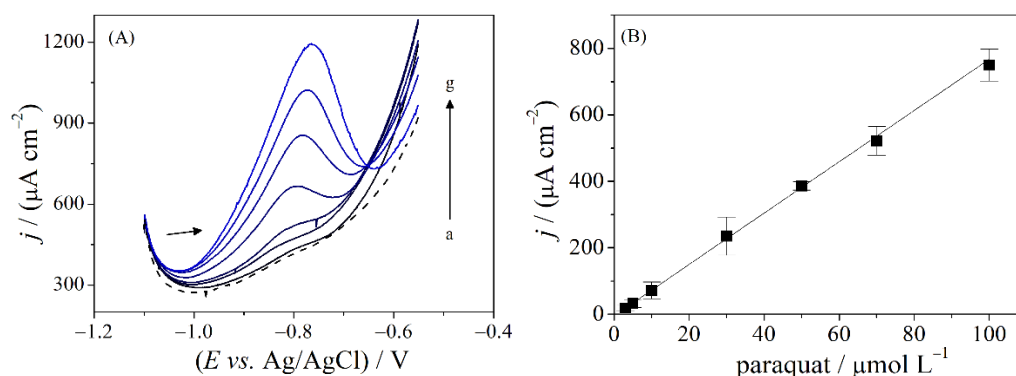 (A)
1200
900
600
300
j / (μA cm⁻²)
g
a
−1.2
−1.0
−0.8
−0.6
−0.4
(E vs. Ag/AgCl) / V
(B)
800
600
400
200
0
j / (μA cm⁻²)
0
20
40
60
80
100
paraquat / μmol L⁻¹